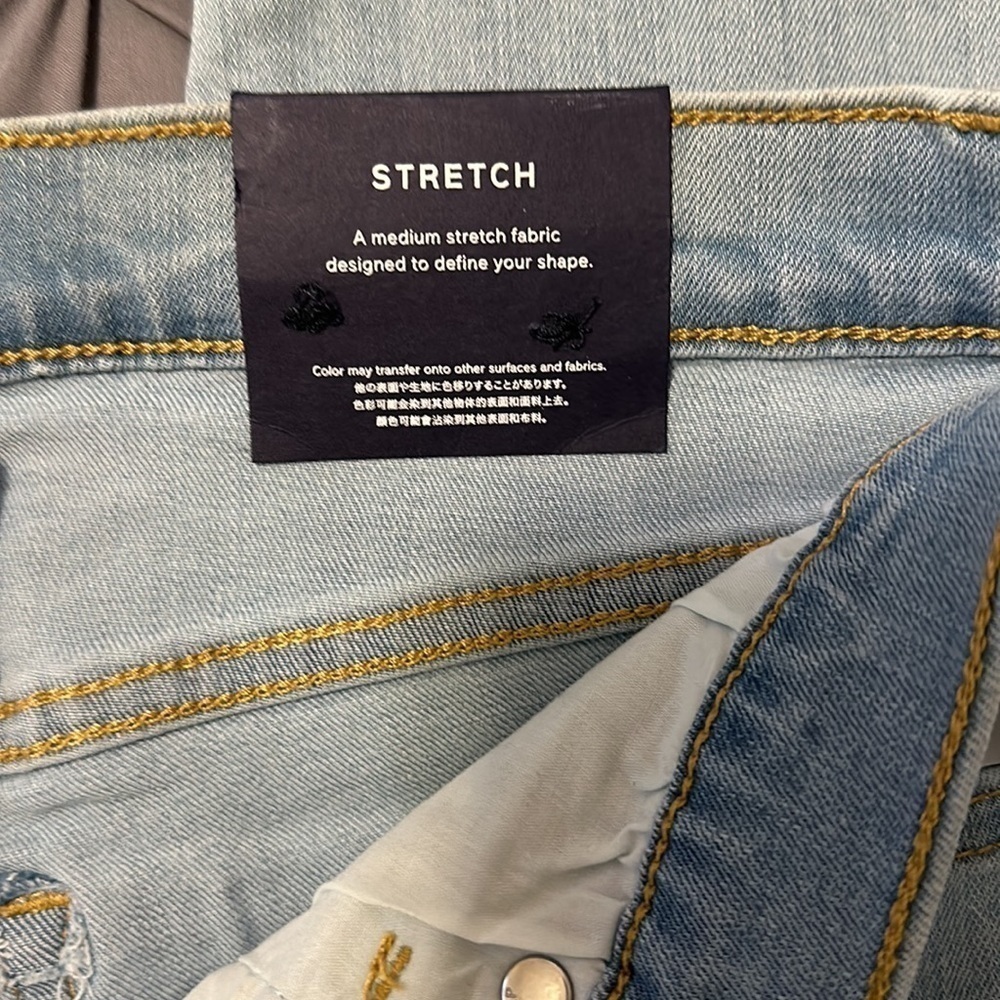 STRETCH
A medium stretch fabric
designed to define your shape.
Color may transfer onto other surfaces and fabrics.
他の表面や生地に色移りすることがあります。
色彩可能会染到其他物体的表面和面料上去。
顏色可能會沾染到其他表面和布料。